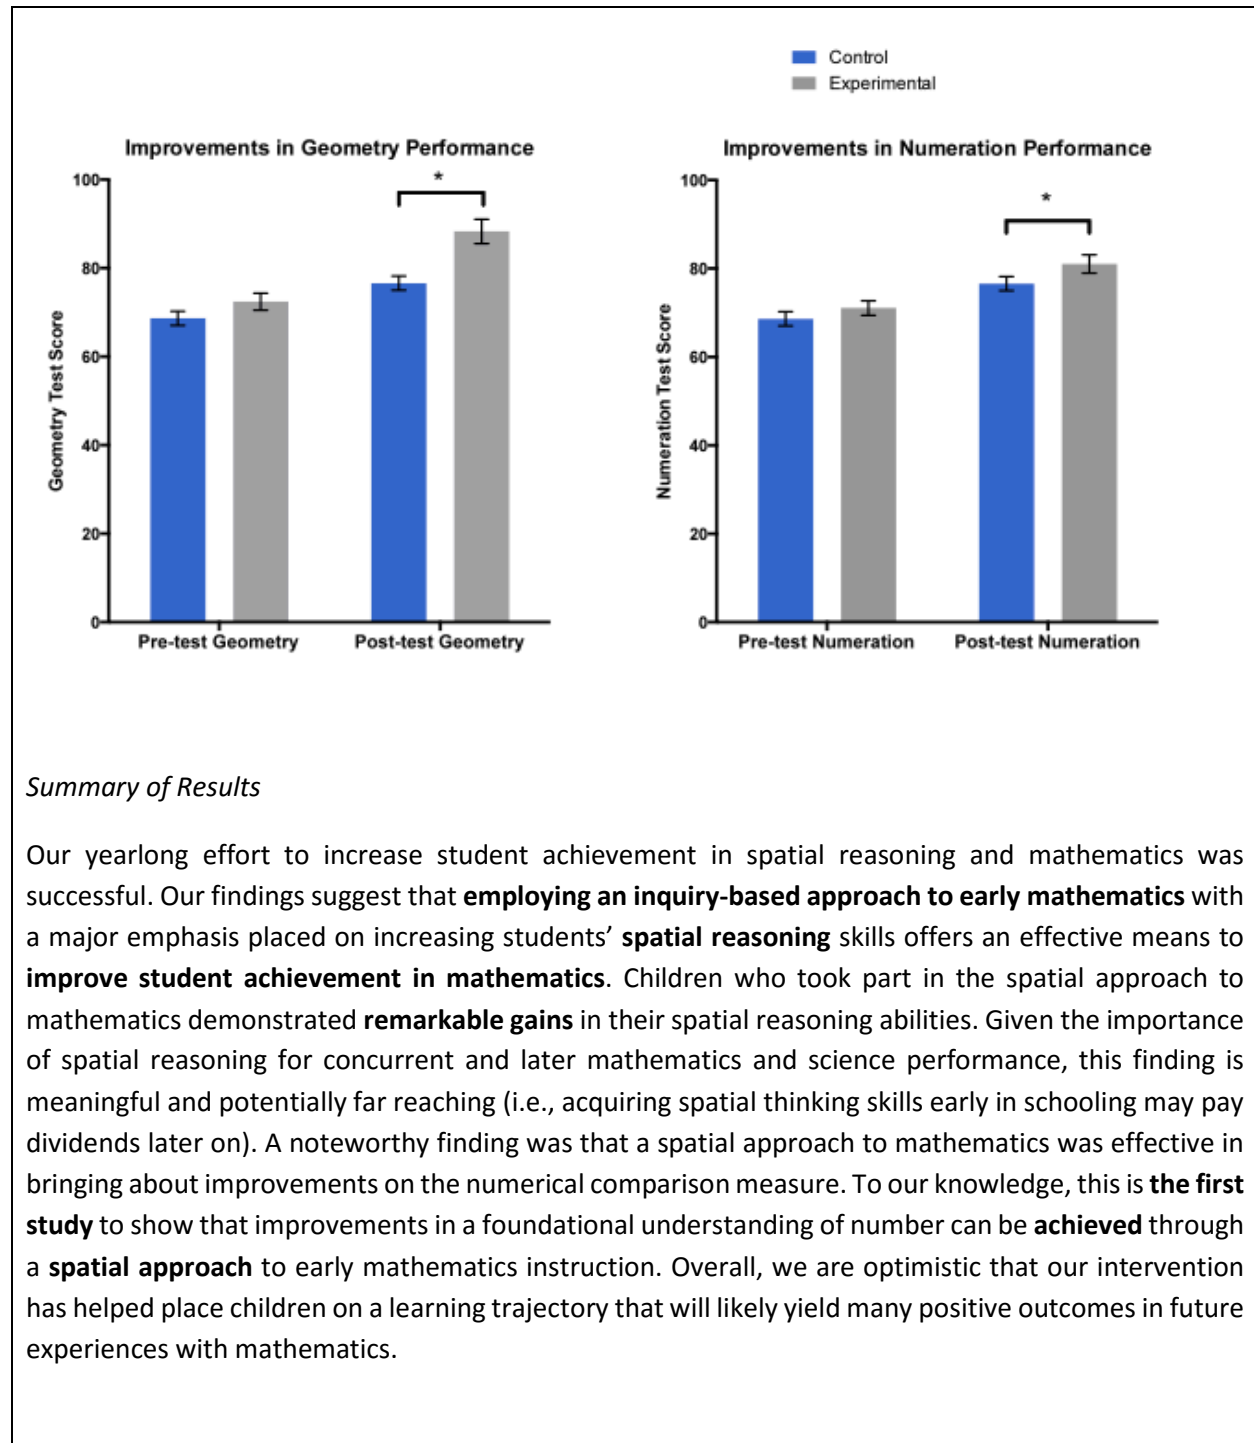 Control
Experimental
Improvements in Geometry Performance
100
80
60
40
20
0
Geometry Test Score
*
Pre-test Geometry
Post-test Geometry
Improvements in Numeration Performance
100
80
60
40
20
0
Numeration Test Score
*
Pre-test Numeration
Post-test Numeration
Summary of Results
Our yearlong effort to increase student achievement in spatial reasoning and mathematics was
successful. Our findings suggest that employing an inquiry-based approach to early mathematics with
a major emphasis placed on increasing students’ spatial reasoning skills offers an effective means to
improve student achievement in mathematics. Children who took part in the spatial approach to
mathematics demonstrated remarkable gains in their spatial reasoning abilities. Given the importance
of spatial reasoning for concurrent and later mathematics and science performance, this finding is
meaningful and potentially far reaching (i.e., acquiring spatial thinking skills early in schooling may pay
dividends later on). A noteworthy finding was that a spatial approach to mathematics was effective in
bringing about improvements on the numerical comparison measure. To our knowledge, this is the first
study to show that improvements in a foundational understanding of number can be achieved through
a spatial approach to early mathematics instruction. Overall, we are optimistic that our intervention
has helped place children on a learning trajectory that will likely yield many positive outcomes in future
experiences with mathematics.